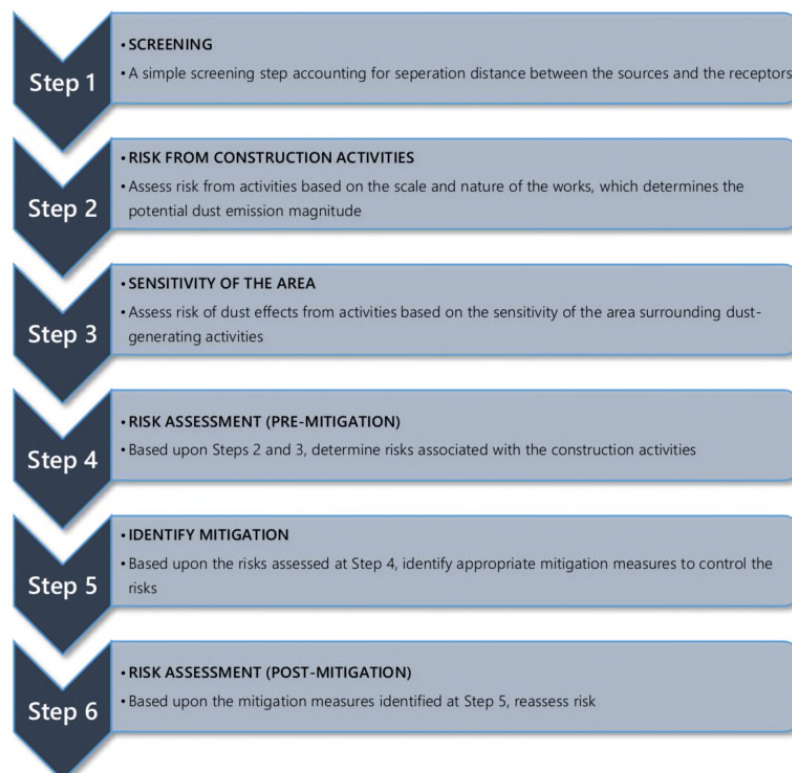 Step 1
• SCREENING
• A simple screening step accounting for seperation distance between the sources and the receptors
Step 2
• RISK FROM CONSTRUCTION ACTIVITIES
• Assess risk from activities based on the scale and nature of the works, which determines the
potential dust emission magnitude
Step 3
• SENSITIVITY OF THE AREA
• Assess risk of dust effects from activities based on the sensitivity of the area surrounding dust-
generating activities
Step 4
• RISK ASSESSMENT (PRE-MITIGATION)
• Based upon Steps 2 and 3, determine risks associated with the construction activities
Step 5
• IDENTIFY MITIGATION
• Based upon the risks assessed at Step 4, identify appropriate mitigation measures to control the
risks
Step 6
• RISK ASSESSMENT (POST-MITIGATION)
• Based upon the mitigation measures identified at Step 5, reassess risk